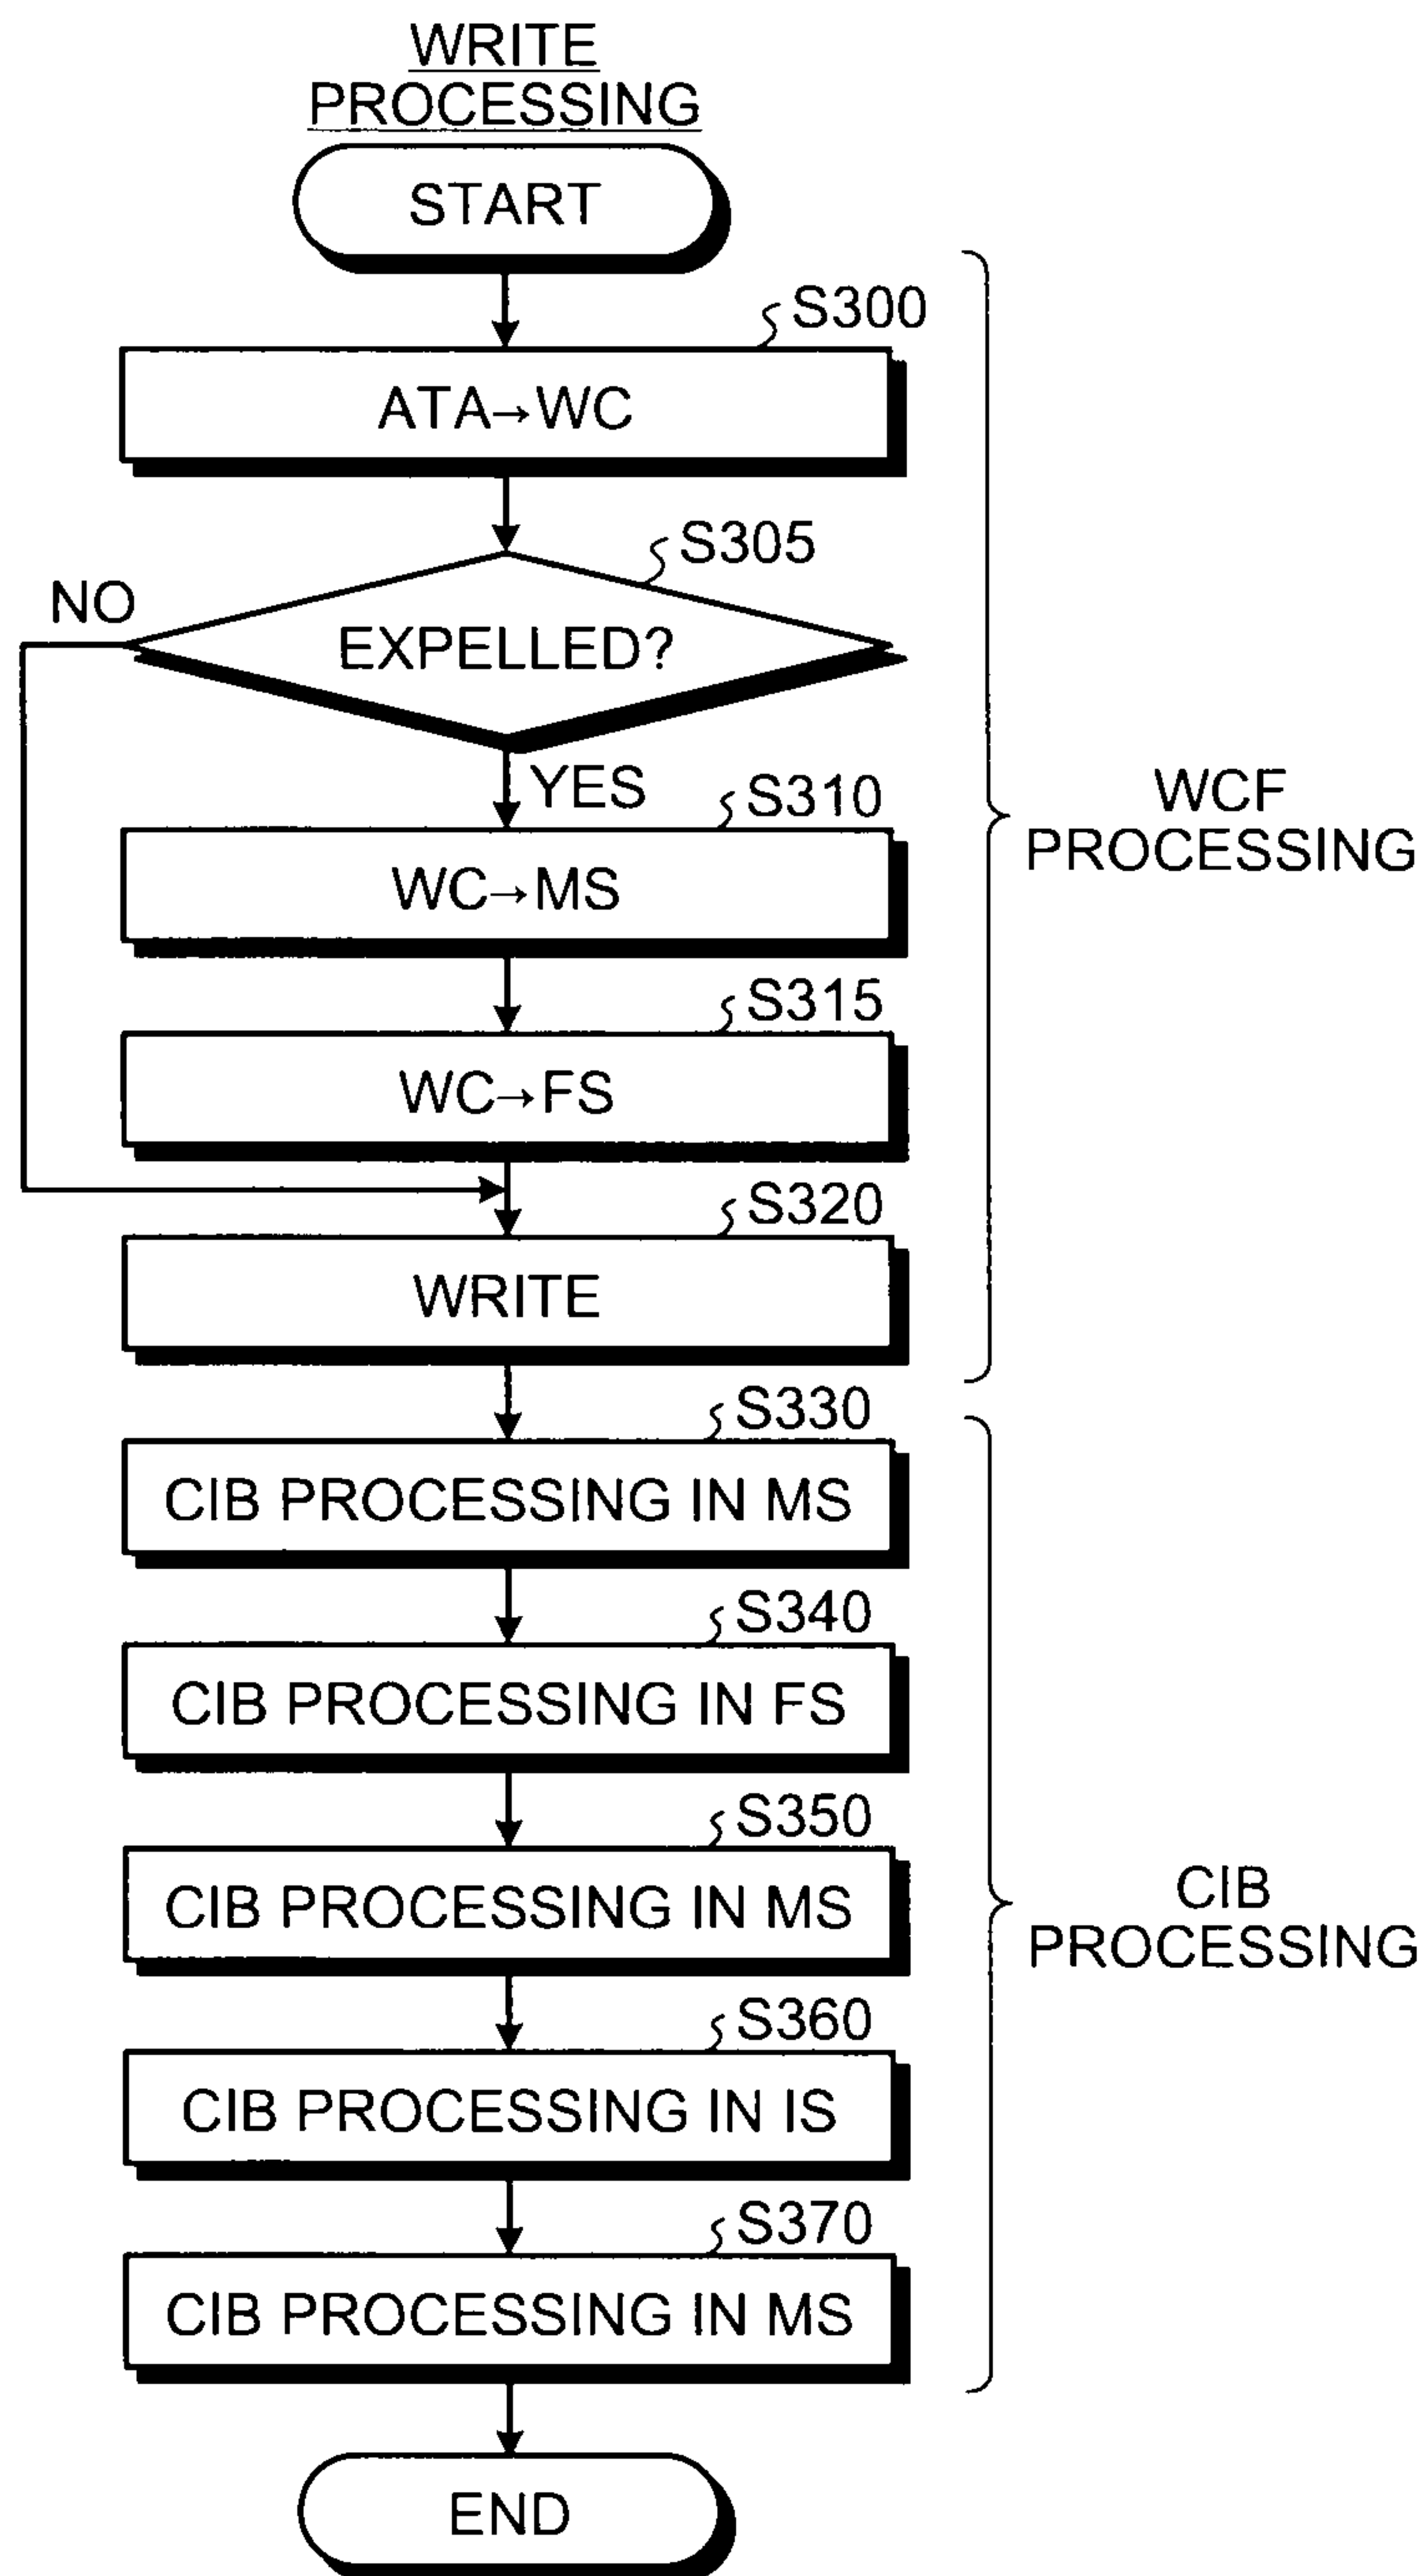 WRITE
PROCESSING
START
S300
ATA→WC
S305
NO
EXPELLED?
YES
S310
WC→MS
WCF
PROCESSING
S315
WC→FS
S320
WRITE
S330
CIB PROCESSING IN MS
S340
CIB PROCESSING IN FS
S350
CIB PROCESSING IN MS
CIB
PROCESSING
S360
CIB PROCESSING IN IS
S370
CIB PROCESSING IN MS
END